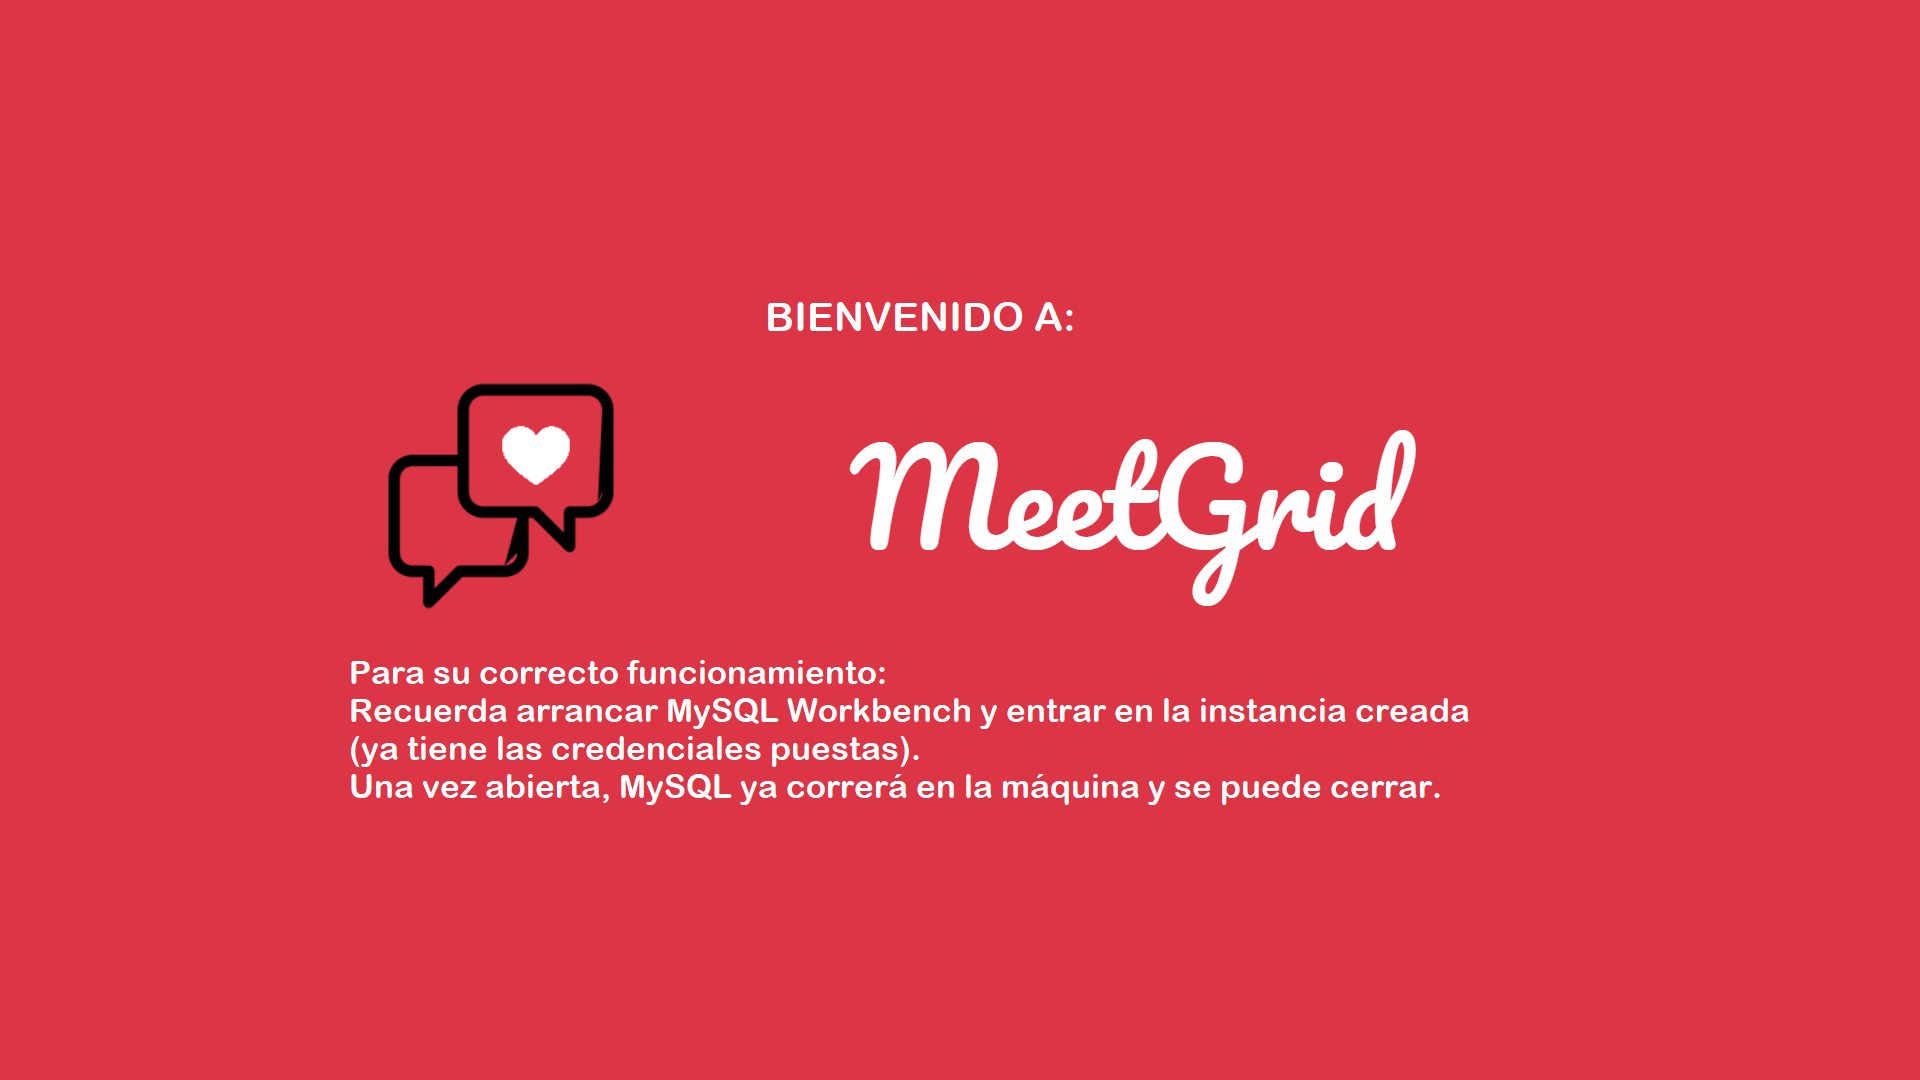 BIENVENIDO A:
MeetGrid
Para su correcto funcionamiento:
Recuerda arrancar MySQL Workbench y entrar en la instancia creada
(ya tiene las credenciales puestas).
Una vez abierta, MySQL ya correrá en la máquina y se puede cerrar.